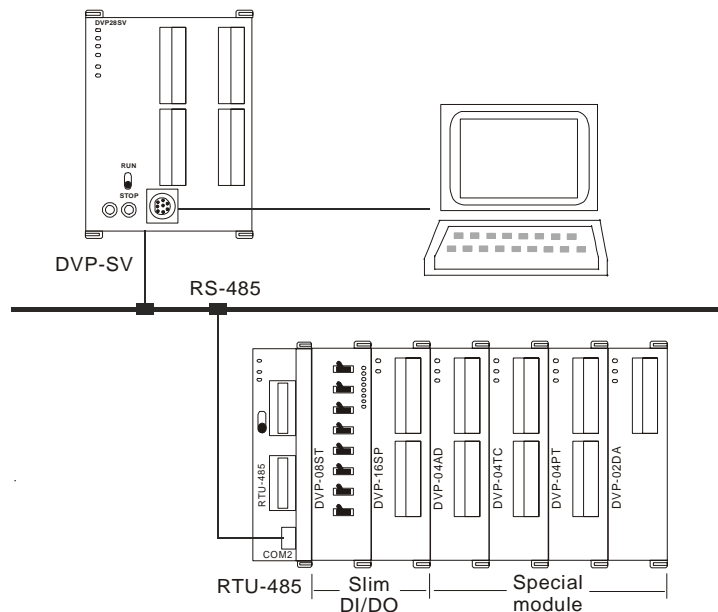 DVP28SV
RUN
STOP
DVP-SV
RS-485
RTU-485
COM2
DVP-08ST
DVP-16SP
DVP-04AD
DVP-04TC
DVP-04PT
DVP-02DA
RTU-485
Slim
DI/DO
Special
module